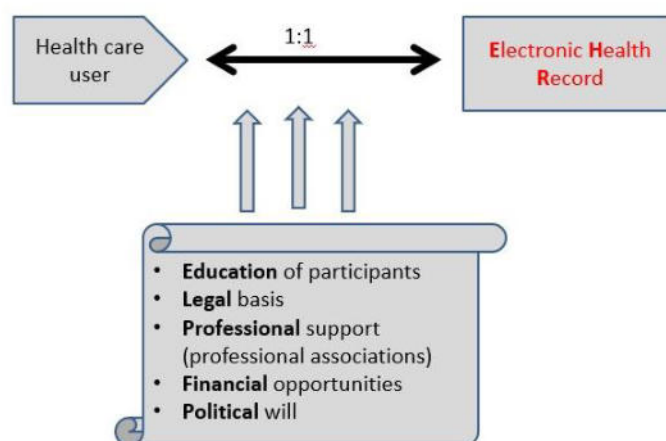 Health care
user
1:1
Electronic Health
Record
• Education of participants
• Legal basis
• Professional support
(professional associations)
• Financial opportunities
• Political will